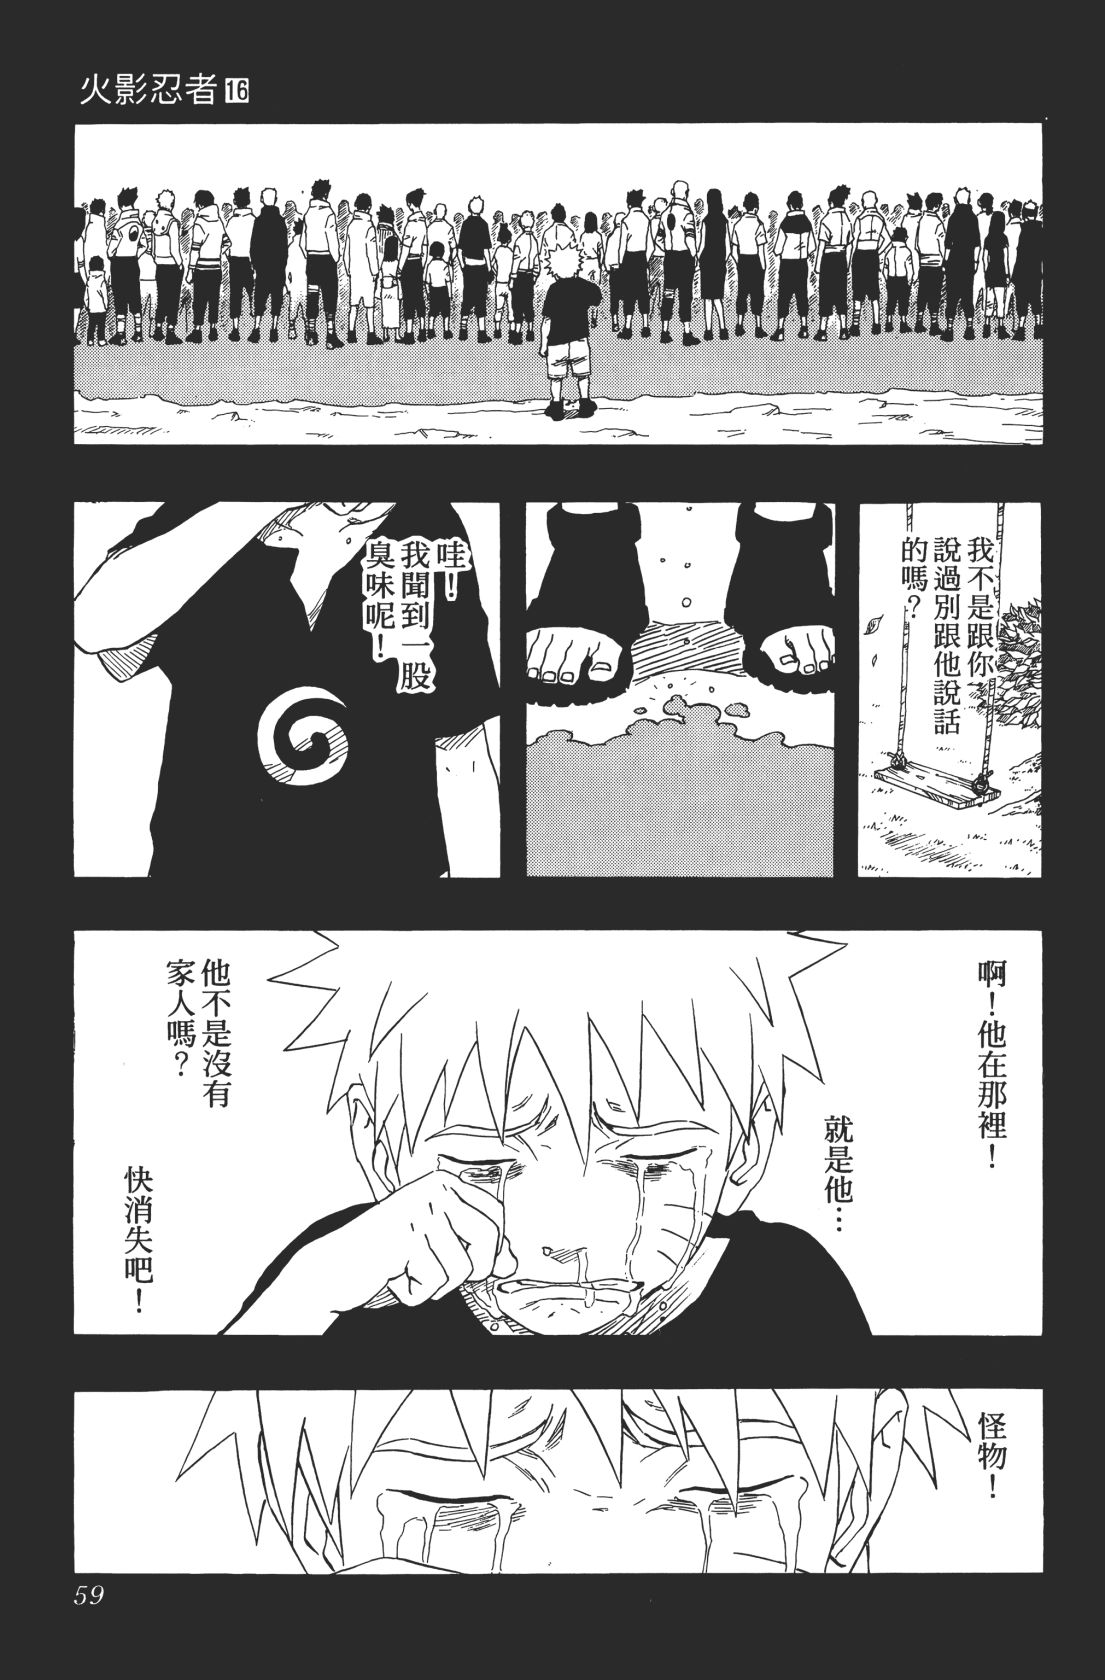 火影忍者16
我不是跟你
說過別跟他說話
的嗎？
哇！
我聞到一股
臭味呢！
啊！他在那裡！
就是他…
他不是沒有
家人嗎？
快消失吧！
怪物！
59